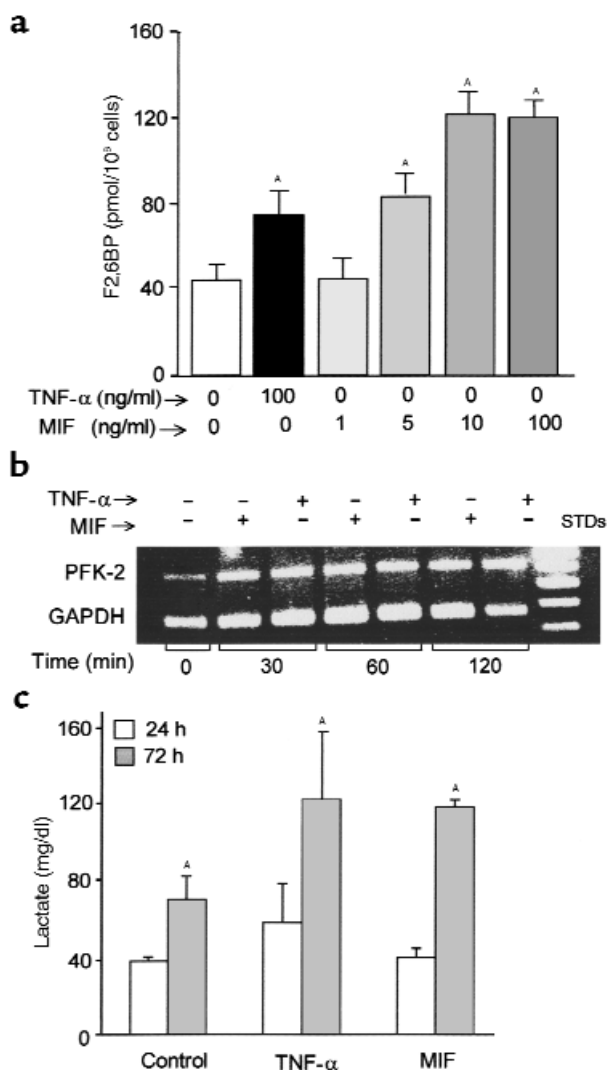 a
160
120
80
40
0
F2,6BP (pmol/10⁶ cells)
A
A
A
A
TNF-α (ng/ml)→ 0 100 0 0 0 0
MIF (ng/ml) → 0 0 1 5 10 100
b
TNF-α→ – – + – + – +
MIF→ – + – + – + – STDs
PFK-2
GAPDH
Time (min) 0 30 60 120
c
160
120
80
40
0
Lactate (mg/dl)
24 h
72 h
A
A
A
Control TNF-α MIF